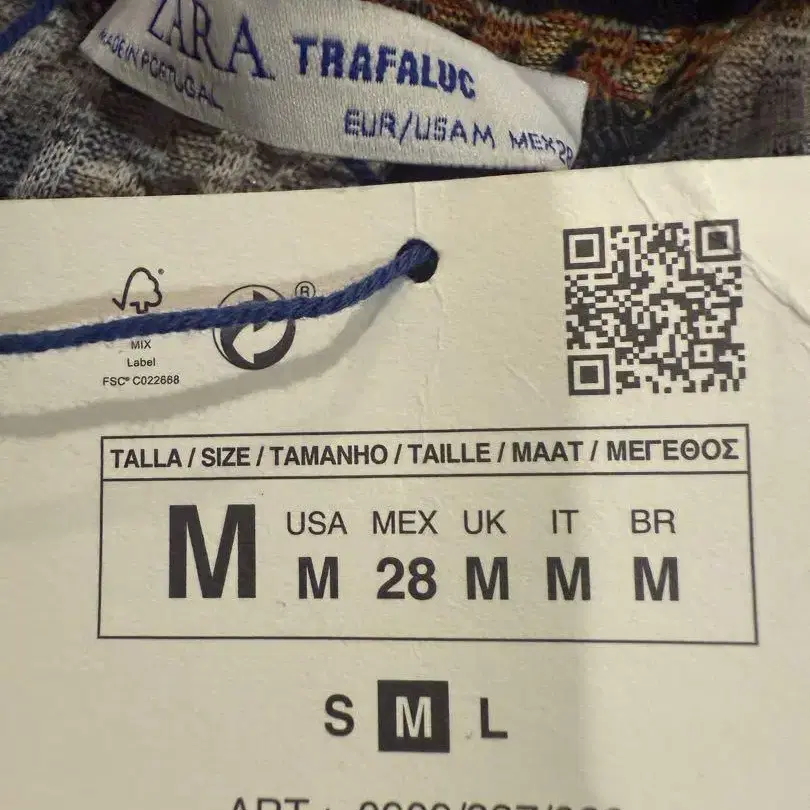 ZARA TRAFALUC
MADE IN PORTUGAL
EUR/USA M MEX 28
®
MIX
Label
FSC® C022668
TALLA / SIZE / TAMANHO / TAILLE / MAAT / ΜΕΓΕΘΟΣ
M
USA MEX UK IT BR
M 28 M M M
S M L